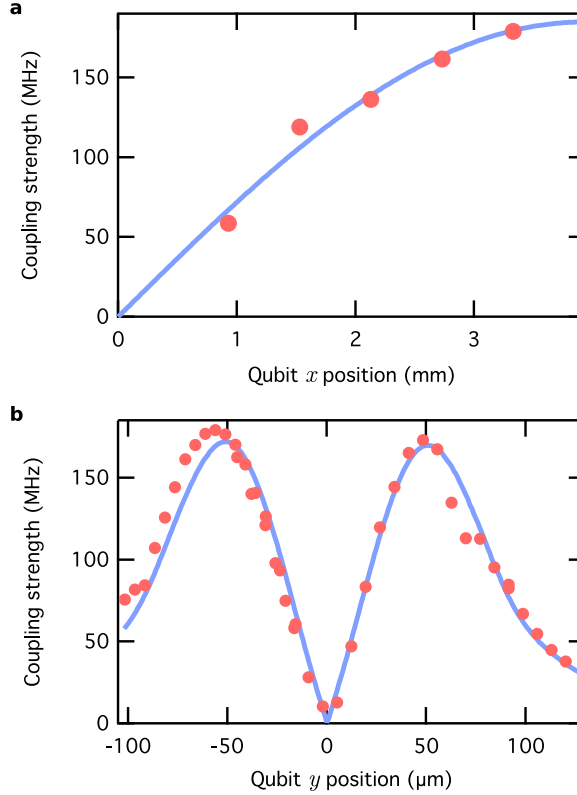 a
150
100
50
0
Coupling strength (MHz)
0 1 2 3
Qubit x position (mm)
b
150
100
50
0
Coupling strength (MHz)
-100 -50 0 50 100
Qubit y position (µm)